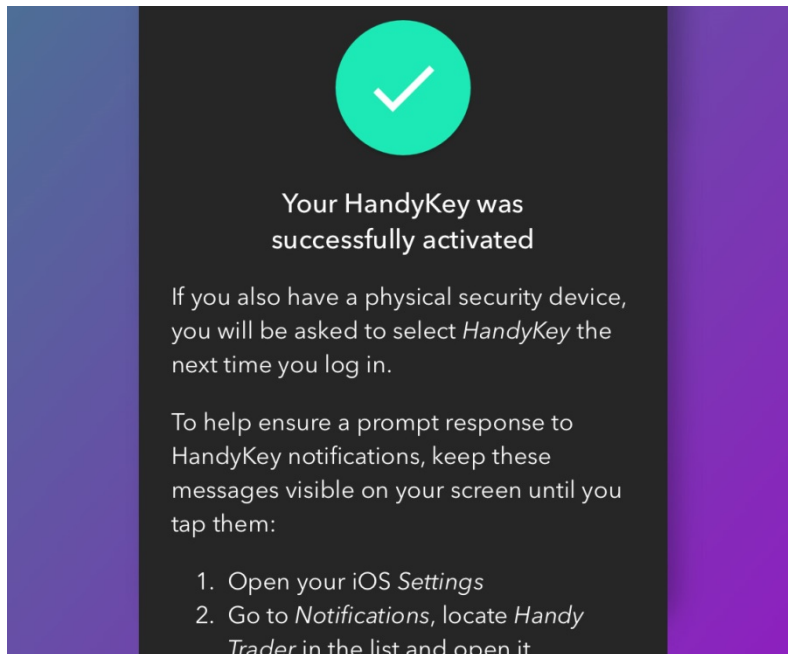 Your HandyKey was
successfully activated
If you also have a physical security device,
you will be asked to select HandyKey the
next time you log in.
To help ensure a prompt response to
HandyKey notifications, keep these
messages visible on your screen until you
tap them:
1. Open your iOS Settings
2. Go to Notifications, locate Handy
Trader in the list and open it